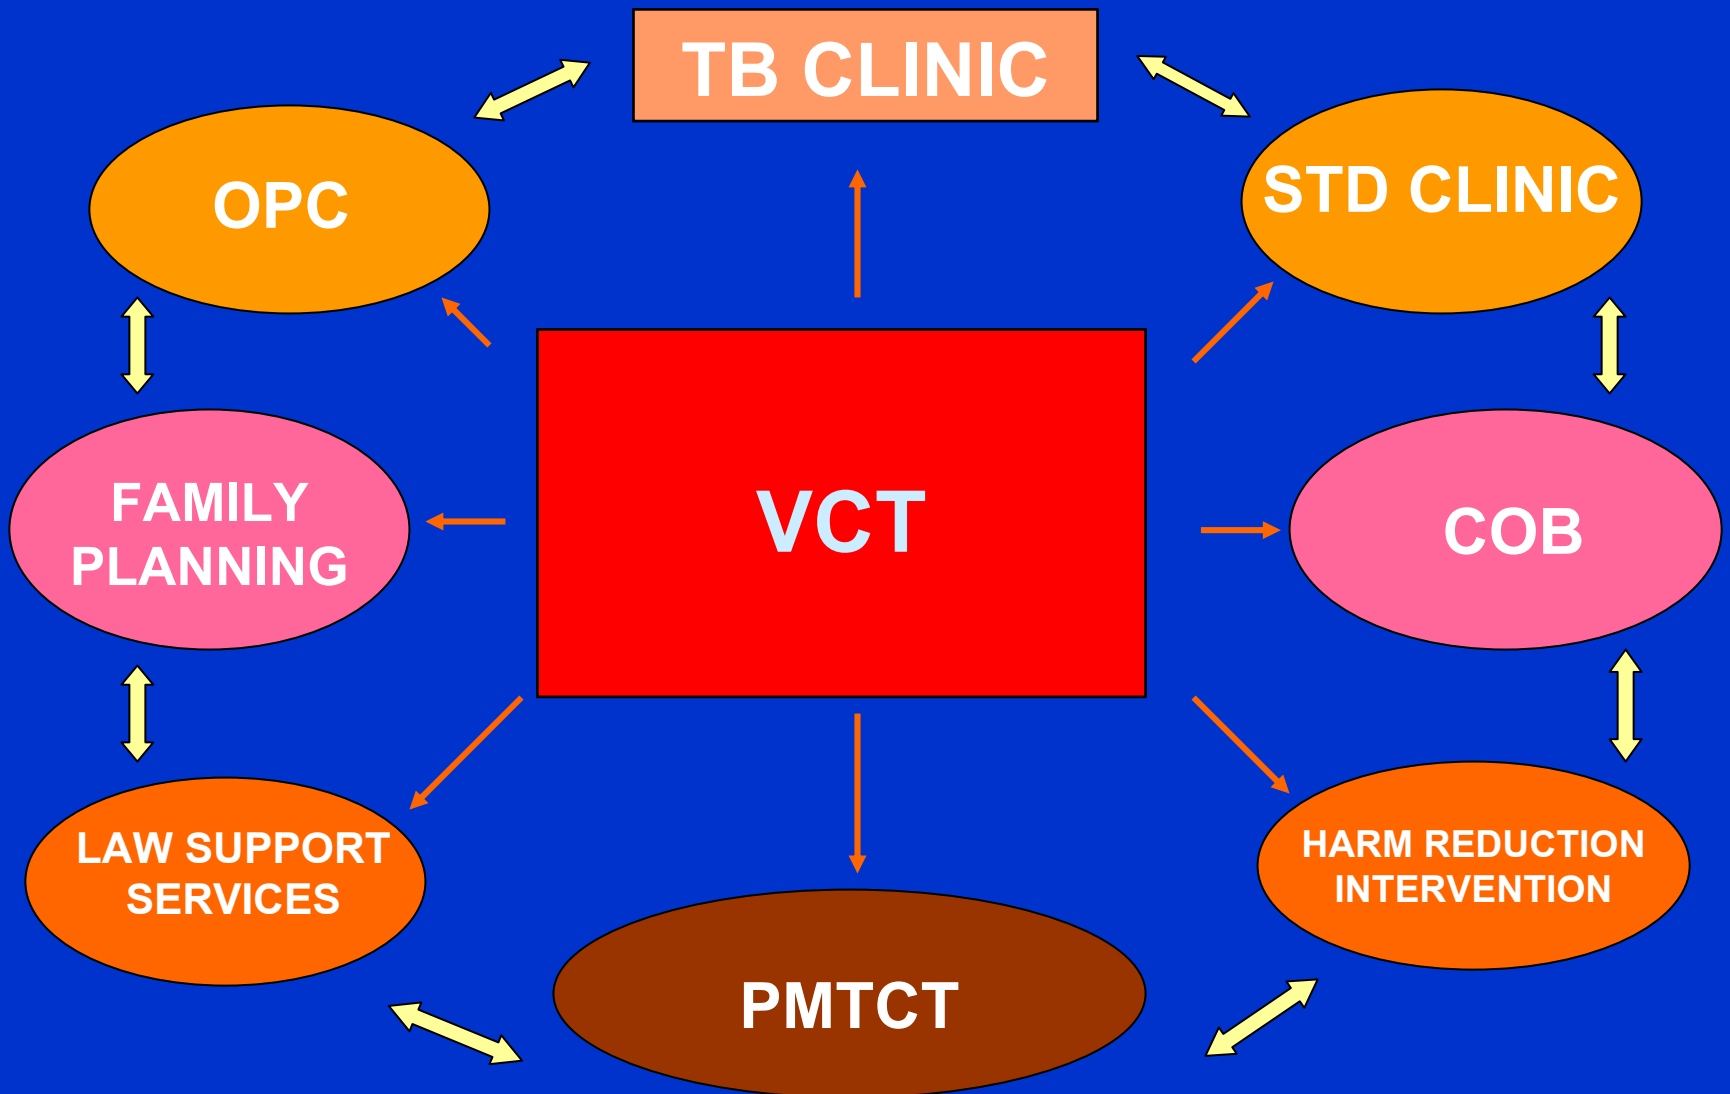 TB CLINIC
OPC
STD CLINIC
FAMILY
PLANNING
VCT
COB
LAW SUPPORT
SERVICES
HARM REDUCTION
INTERVENTION
PMTCT